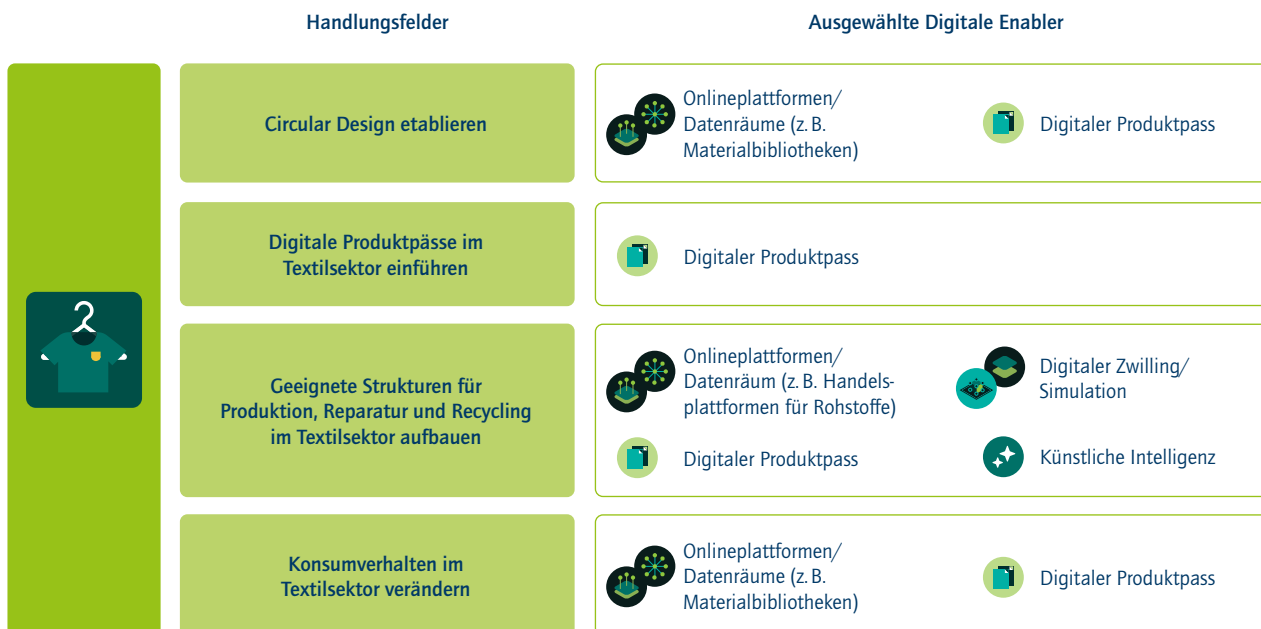 Handlungsfelder
Ausgewählte Digitale Enabler
Circular Design etablieren
Onlineplattformen/
Datenräume (z. B.
Materialbibliotheken)
Digitaler Produktpass
Digitale Produktpässe im
Textilsektor einführen
Digitaler Produktpass
Geeignete Strukturen für
Produktion, Reparatur und Recycling
im Textilsektor aufbauen
Onlineplattformen/
Datenräum (z. B. Handels-
plattformen für Rohstoffe)
Digitaler Zwilling/
Simulation
Digitaler Produktpass
Künstliche Intelligenz
Konsumverhalten im
Textilsektor verändern
Onlineplattformen/
Datenräume (z. B.
Materialbibliotheken)
Digitaler Produktpass